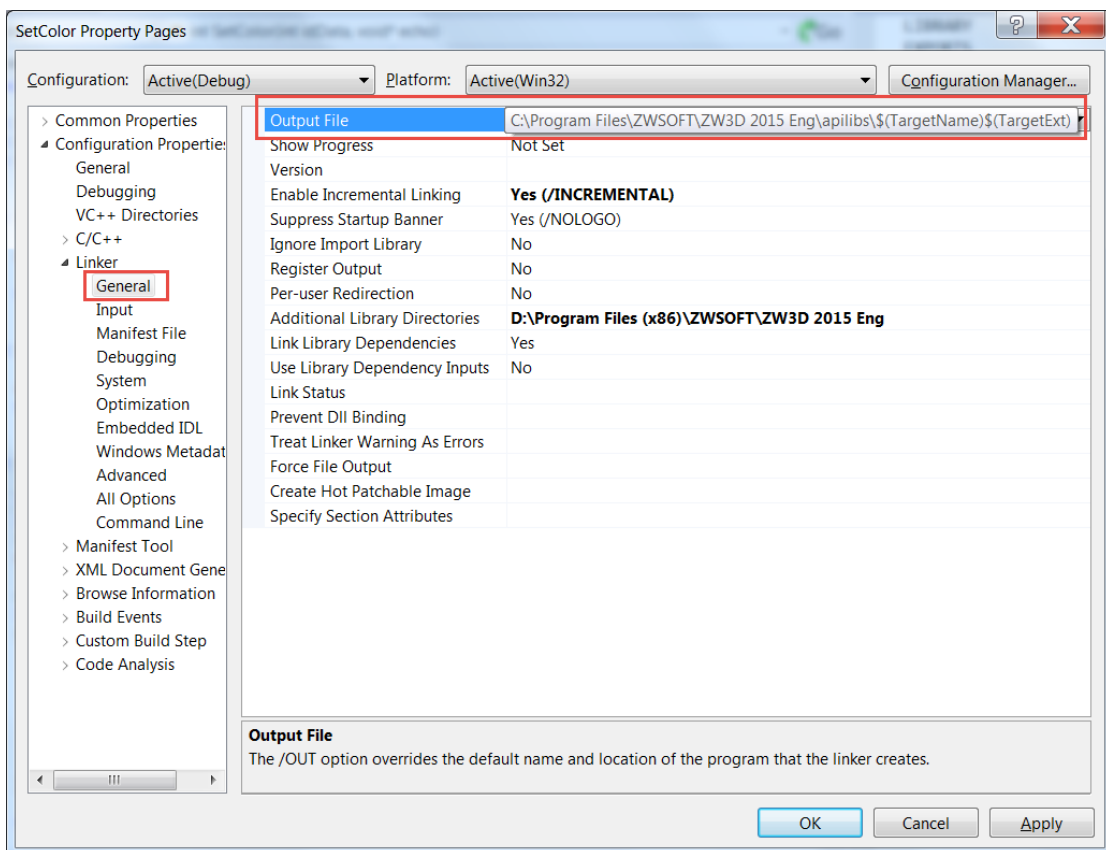 SetColor Property Pages
Configuration: Active(Debug) Platform: Active(Win32) Configuration Manager...
Common Properties
Configuration Propertie
General
Debugging
VC++ Directories
C/C++
Linker
General
Input
Manifest File
Debugging
System
Optimization
Embedded IDL
Windows Metadat
Advanced
All Options
Command Line
Manifest Tool
XML Document Gene
Browse Information
Build Events
Custom Build Step
Code Analysis
Output File C:\Program Files\ZWSOFT\ZW3D 2015 Eng\apilibs\$(TargetName)$(TargetExt)
Show Progress Not Set
Version
Enable Incremental Linking Yes (/INCREMENTAL)
Suppress Startup Banner Yes (/NOLOGO)
Ignore Import Library No
Register Output No
Per-user Redirection No
Additional Library Directories D:\Program Files (x86)\ZWSOFT\ZW3D 2015 Eng
Link Library Dependencies Yes
Use Library Dependency Inputs No
Link Status
Prevent Dll Binding
Treat Linker Warning As Errors
Force File Output
Create Hot Patchable Image
Specify Section Attributes
Output File
The /OUT option overrides the default name and location of the program that the linker creates.
OK Cancel Apply